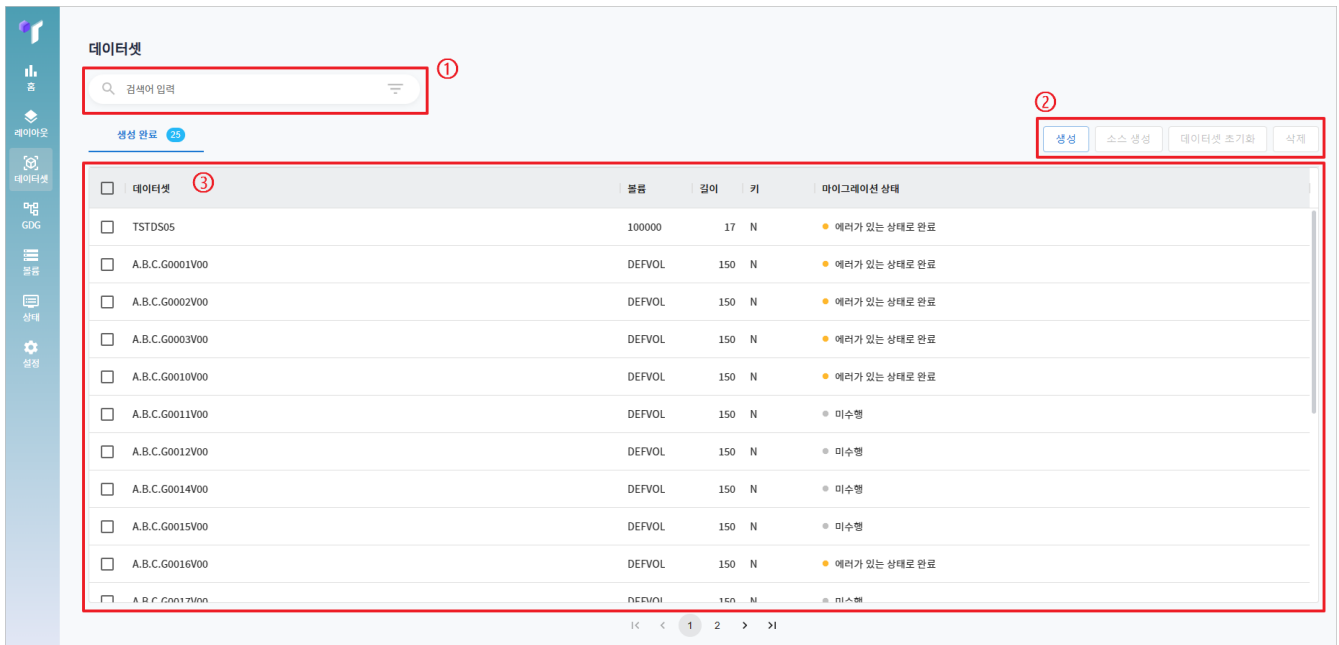 데이터셋
①
검색어 입력
②
생성 완료 25
생성 소스 생성 데이터셋 초기화 삭제
홈
레이아웃
데이터셋
GDG
볼륨
상태
설정
데이터셋 ③ 볼륨 길이 키 마이그레이션 상태
TSTDS05 100000 17 N 에러가 있는 상태로 완료
A.B.C.G0001V00 DEFVOL 150 N 에러가 있는 상태로 완료
A.B.C.G0002V00 DEFVOL 150 N 에러가 있는 상태로 완료
A.B.C.G0003V00 DEFVOL 150 N 에러가 있는 상태로 완료
A.B.C.G0010V00 DEFVOL 150 N 에러가 있는 상태로 완료
A.B.C.G0011V00 DEFVOL 150 N 미수행
A.B.C.G0012V00 DEFVOL 150 N 미수행
A.B.C.G0014V00 DEFVOL 150 N 미수행
A.B.C.G0015V00 DEFVOL 150 N 미수행
A.B.C.G0016V00 DEFVOL 150 N 에러가 있는 상태로 완료
A.B.C.G0017V00 DEFVOL 150 N 미수행
1 2